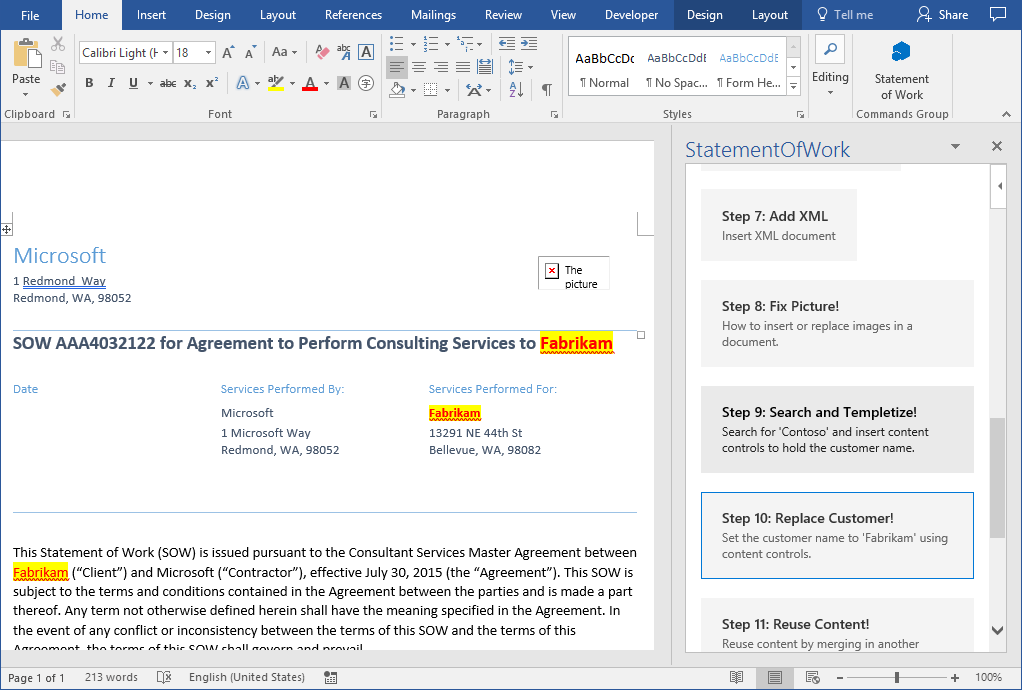 File Home Insert Design Layout References Mailings Review View Developer Design Layout Tell me Share
Paste
Calibri Light (H 18
Aa
abc
A
B I U abc X₂ X²
A ab A A 字
AaBbCcDc AaBbCcDdE AaBbCcDdE
¶ Normal ¶ No Spac... ¶ Form He...
Editing
Statement
of Work
Clipboard Font Paragraph Styles Commands Group
Microsoft
1 Redmond Way
Redmond, WA, 98052
The
picture
SOW AAA4032122 for Agreement to Perform Consulting Services to Fabrikam
Date Services Performed By: Services Performed For:
Microsoft Fabrikam
1 Microsoft Way 13291 NE 44th St
Redmond, WA, 98052 Bellevue, WA, 98082
This Statement of Work (SOW) is issued pursuant to the Consultant Services Master Agreement between
Fabrikam (“Client”) and Microsoft (“Contractor”), effective July 30, 2015 (the “Agreement”). This SOW is
subject to the terms and conditions contained in the Agreement between the parties and is made a part
thereof. Any term not otherwise defined herein shall have the meaning specified in the Agreement. In
the event of any conflict or inconsistency between the terms of this SOW and the terms of this
Agreement, the terms of this SOW shall govern and prevail.
StatementOfWork
Step 7: Add XML
Insert XML document
Step 8: Fix Picture!
How to insert or replace images in a
document.
Step 9: Search and Templetize!
Search for 'Contoso' and insert content
controls to hold the customer name.
Step 10: Replace Customer!
Set the customer name to 'Fabrikam' using
content controls.
Step 11: Reuse Content!
Reuse content by merging in another
Page 1 of 1 213 words English (United States) 100%